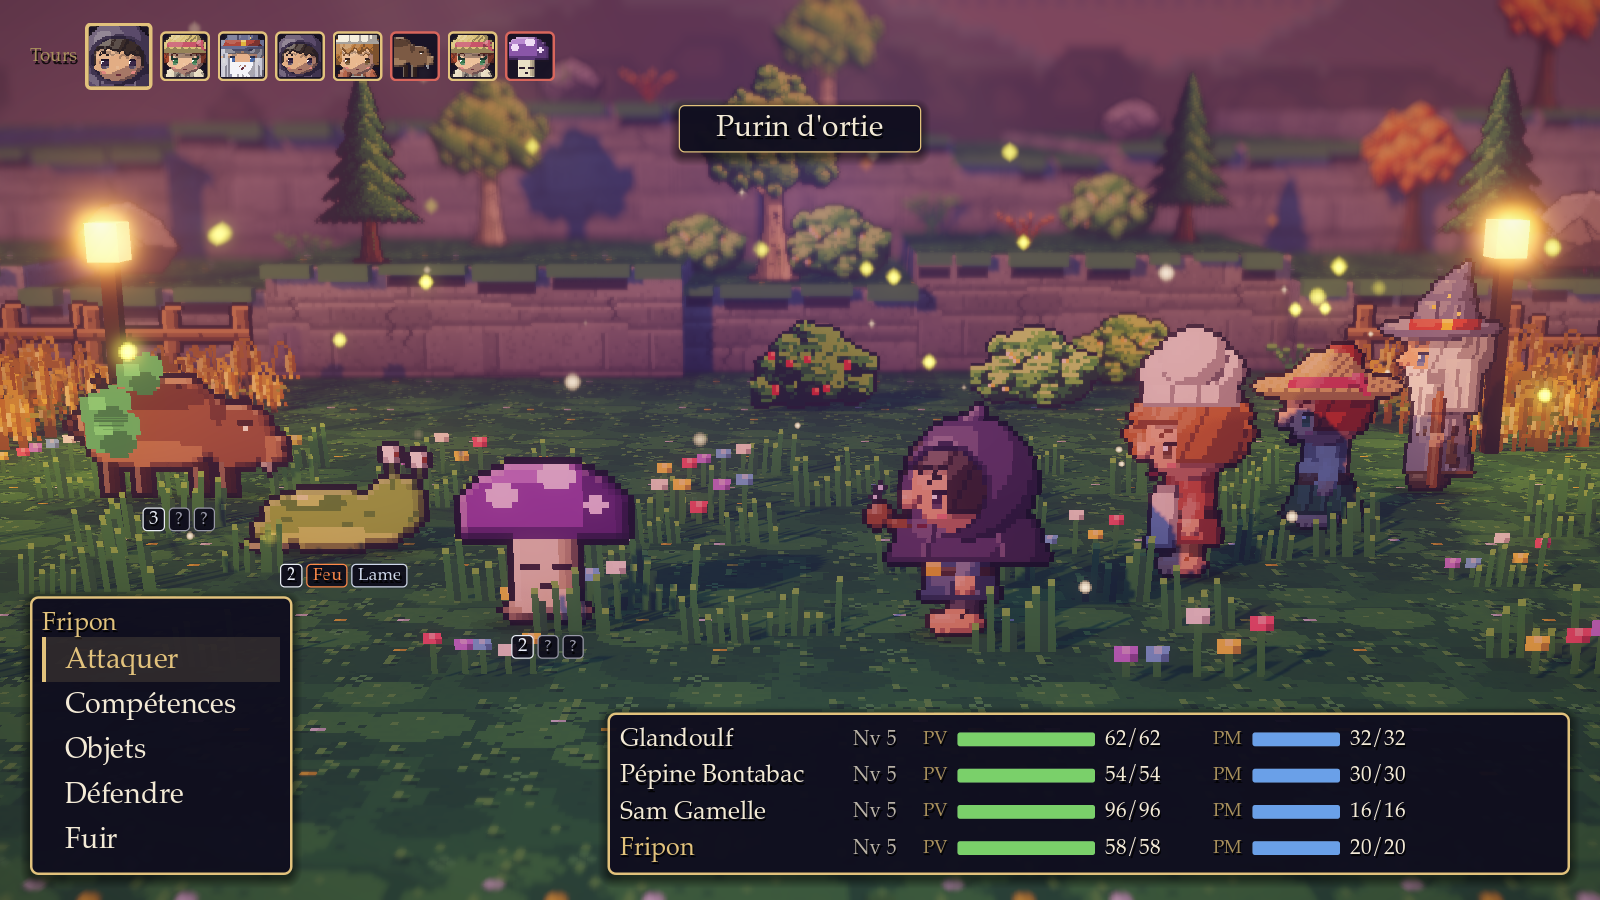 Tours
Purin d'ortie
3 ? ?
2 Feu Lame
2 ? ?
Fripon
Attaquer
Compétences
Objets
Défendre
Fuir
Glandoulf Nv 5 PV 62/62 PM 32/32
Pépine Bontabac Nv 5 PV 54/54 PM 30/30
Sam Gamelle Nv 5 PV 96/96 PM 16/16
Fripon Nv 5 PV 58/58 PM 20/20